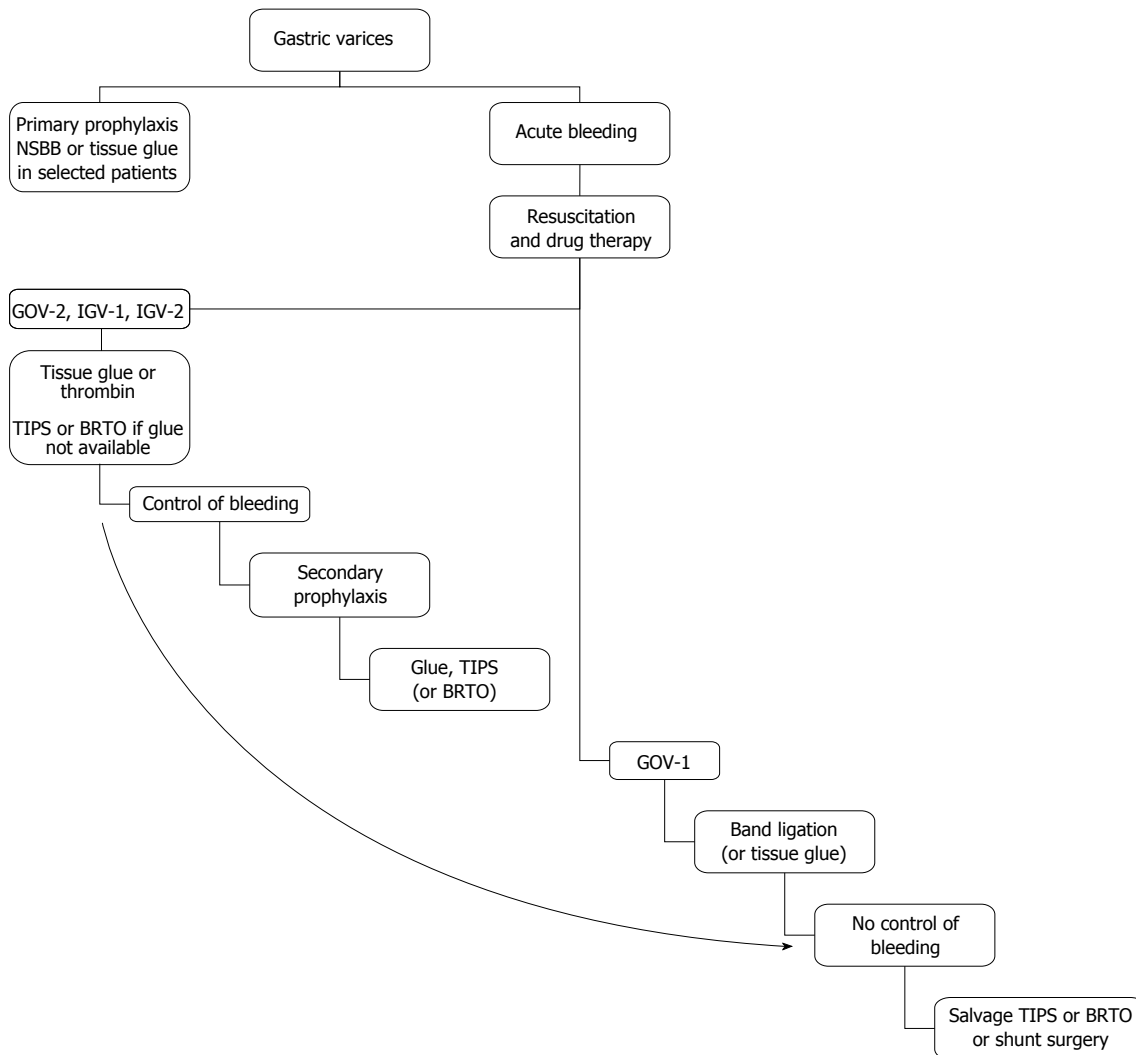 Gastric varices
Primary prophylaxis
NSBB or tissue glue
in selected patients
Acute bleeding
Resuscitation
and drug therapy
GOV-2, IGV-1, IGV-2
Tissue glue or
thrombin
TIPS or BRTO if glue
not available
Control of bleeding
Secondary
prophylaxis
Glue, TIPS
(or BRTO)
GOV-1
Band ligation
(or tissue glue)
No control of
bleeding
Salvage TIPS or BRTO
or shunt surgery